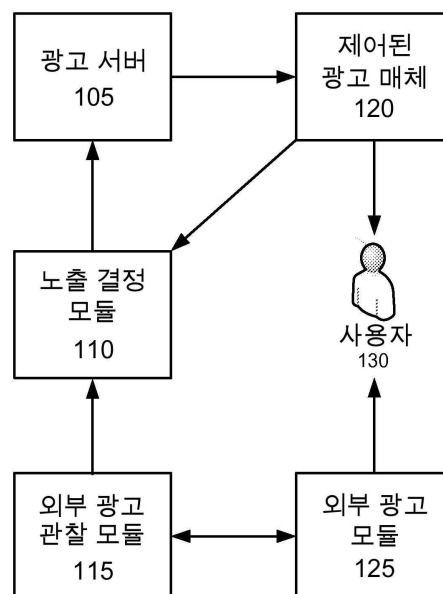 광고 서버
105
제어된
광고 매체
120
노출 결정
모듈
110
사용자
130
외부 광고
관찰 모듈
115
외부 광고
모듈
125